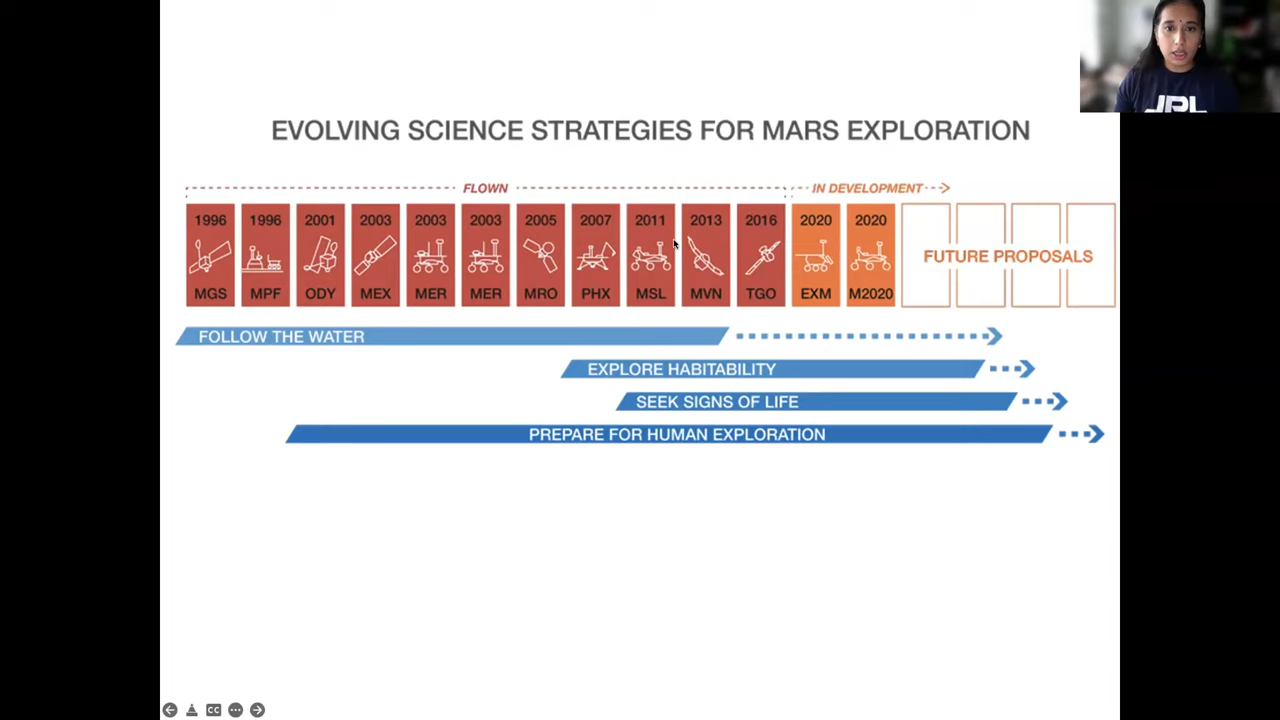 JPL
EVOLVING SCIENCE STRATEGIES FOR MARS EXPLORATION
FLOWN IN DEVELOPMENT
1996 1996 2001 2003 2003 2003 2005 2007 2011 2013 2016 2020 2020
FUTURE PROPOSALS
MGS MPF ODY MEX MER MER MRO PHX MSL MVN TGO EXM M2020
FOLLOW THE WATER
EXPLORE HABITABILITY
SEEK SIGNS OF LIFE
PREPARE FOR HUMAN EXPLORATION
CC